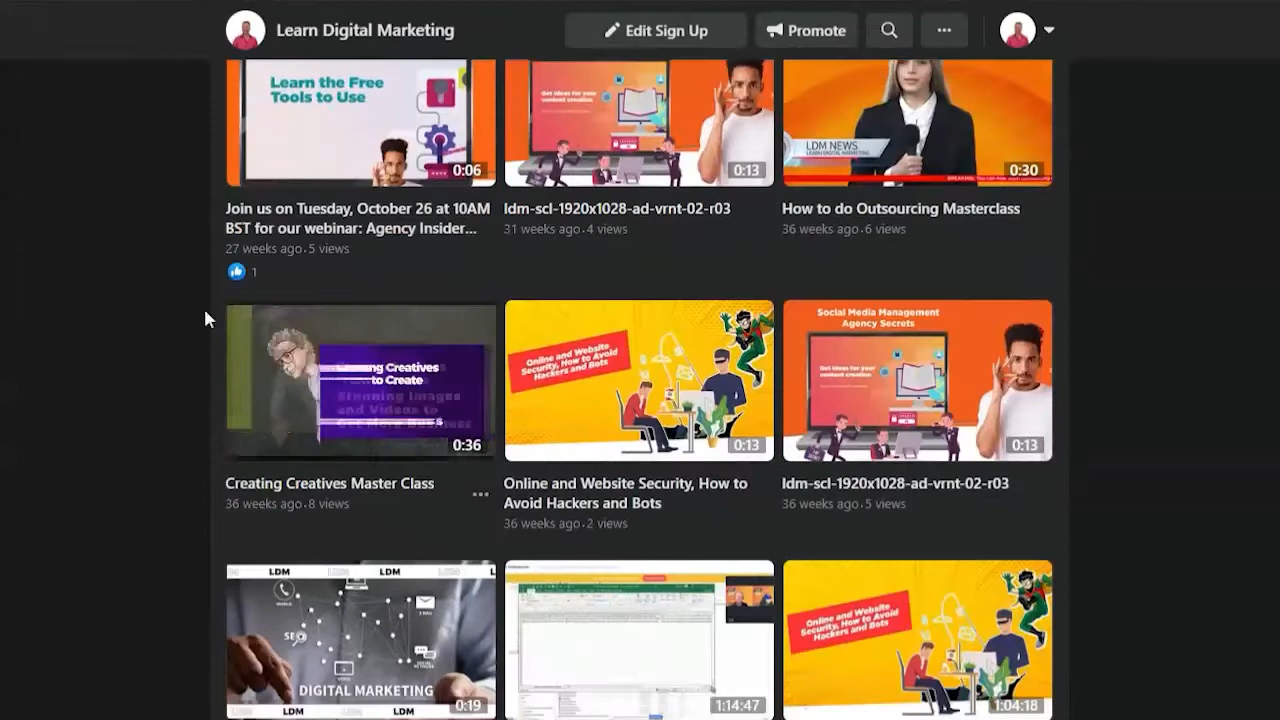 Learn Digital Marketing
Edit Sign Up
Promote
Learn the Free
Tools to Use
0:06
Get ideas for your
content creation
0:13
LDM NEWS
LEARN DIGITAL MARKETING
0:30
Join us on Tuesday, October 26 at 10AM
BST for our webinar: Agency Insider...
27 weeks ago · 5 views
1
ldm-scl-1920x1028-ad-vrnt-02-r03
31 weeks ago · 4 views
How to do Outsourcing Masterclass
36 weeks ago · 6 views
Creatives
to Create
Stunning Images
and Videos to
0:36
Online and Website
Security, How to Avoid
Hackers and Bots
0:13
Social Media Management
Agency Secrets
Get ideas for your
content creation
0:13
Creating Creatives Master Class
36 weeks ago · 8 views
Online and Website Security, How to
Avoid Hackers and Bots
36 weeks ago · 2 views
ldm-scl-1920x1028-ad-vrnt-02-r03
36 weeks ago · 5 views
LDM LDM
SEO
E MAIL
DIGITAL MARKETING
0:19
LDM LDM LDM
1:14:47
Online and Website
Security, How to Avoid
Hackers and Bots
1:04:18